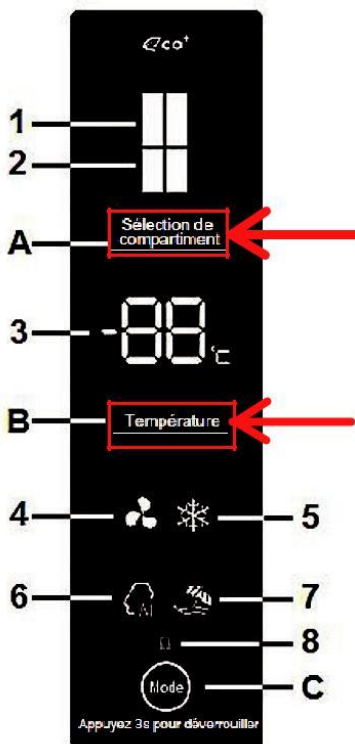 eco+
1
2
A
Sélection de
compartiment
3
-88
°C
B
Température
4
5
6
AI
7
8
Mode
C
Appuyez 3s pour déverrouiller